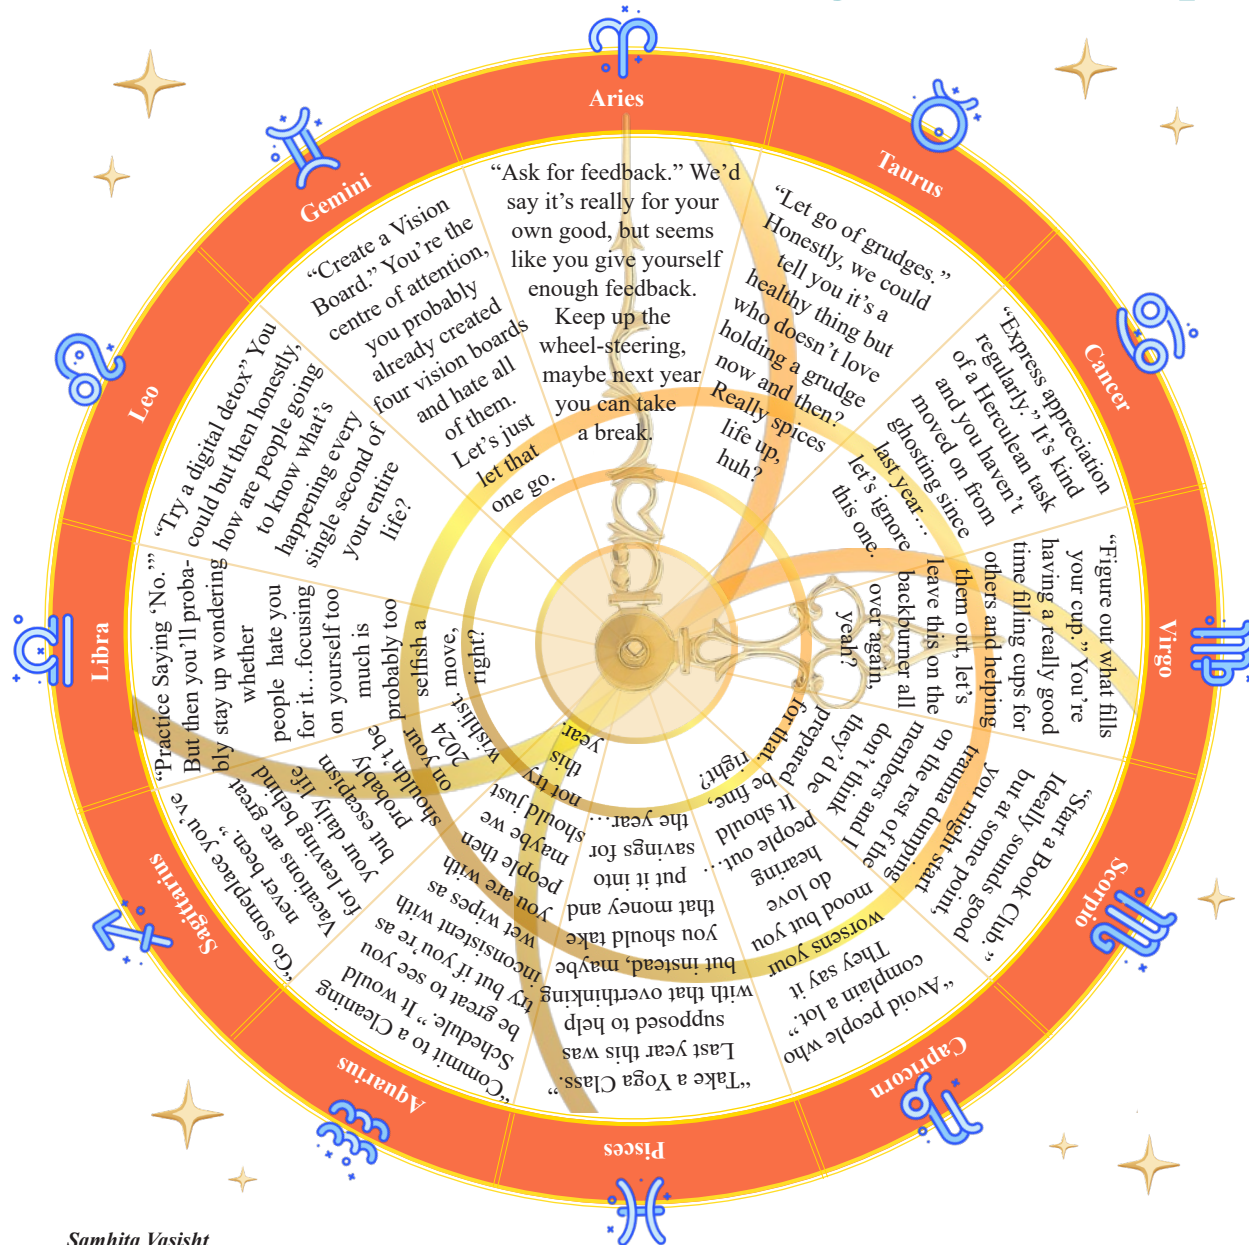 Aries
“Ask for feedback.” We’d
say it’s really for your
own good, but seems
like you give yourself
enough feedback.
Keep up the
wheel-steering,
maybe next year
you can take
a break.
Taurus
“Let go of grudges.”
Honestly, we could
tell you it’s a
healthy thing but
who doesn’t love
holding a grudge
now and then?
Really spices
life up,
huh?
Cancer
“Express appreciation
regularly.” It’s kind
of a Herculean task
and you haven’t
moved on from
ghosting since
last year…
let’s ignore
this one.
Virgo
“Figure out what fills
your cup.” You’re
having a really good
time filling cups for
others and helping
them out, let’s
leave this on the
backburner all
over again,
yeah?
Scorpio
“Start a Book Club.”
Ideally sounds good
but at some point,
you might start
trauma dumping
on the rest of the
members and I
don’t think
they’d be
prepared
for that.
Capricorn
“Avoid people who
complain a lot.”
They say it
worsens your
mood but you
do love
hearing
people out…
It should
be fine,
right?
Pisces
“Take a Yoga Class.”
Last year this was
supposed to help
with that overthinking
but instead, maybe
you should take
that money and
put it into
savings for
the year…
Aquarius
“Commit to a Cleaning
Schedule.” It would
be great to see you
try but if you’re as
inconsistent with
wet wipes as
you are with
people then
maybe we
should just
not try
this
year.
Sagittarius
“Go someplace you’ve
never been.”
Vacations are great
for leaving behind
your daily life
but escapism
probably
shouldn’t be
on your
2024
wishlist.
Libra
“Practice Saying ‘No.’”
But then you’ll proba-
bly stay up wondering
whether
people hate you
for it…focusing
on yourself too
much is
probably too
selfish a
move,
right?
Leo
“Try a digital detox” You
could but then honestly,
how are people going
to know what’s
happening every
single second of
your entire
life?
Gemini
“Create a Vision
Board.” You’re the
centre of attention,
you probably
already created
four vision boards
and hate all
of them.
Let’s just
let that
one go.
Samhita Vasisht